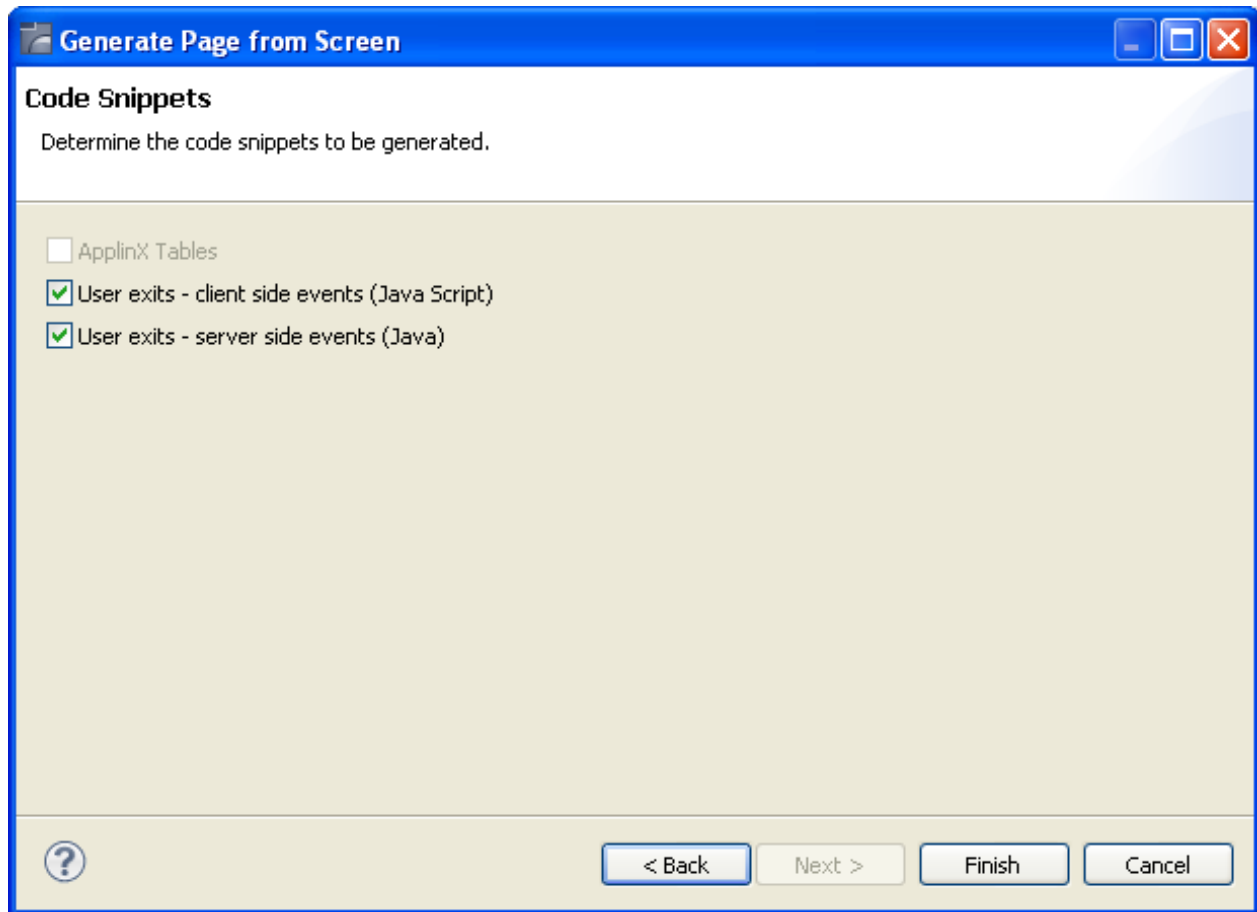 Generate Page from Screen
Code Snippets
Determine the code snippets to be generated.
ApplinX Tables
User exits - client side events (Java Script)
User exits - server side events (Java)
?
< Back
Next >
Finish
Cancel